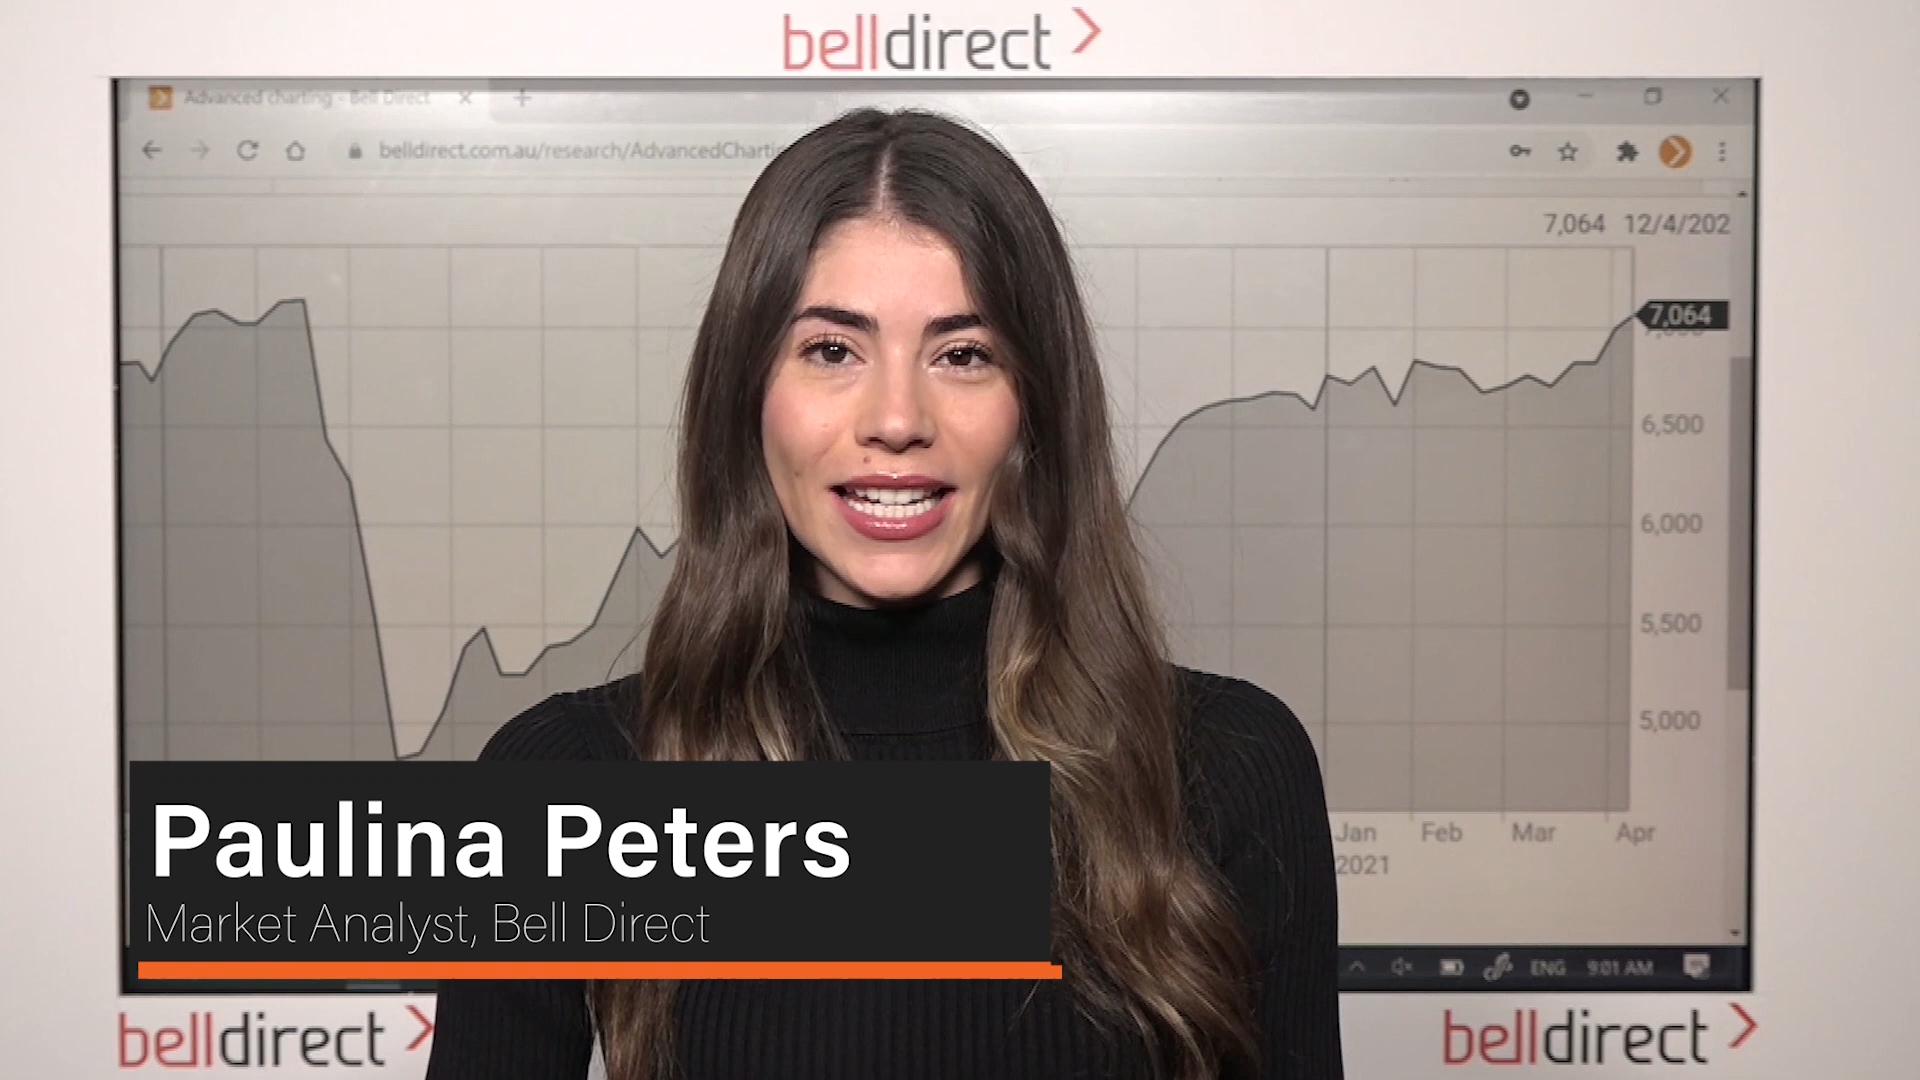 belldirect
Advanced charting - Bell Direct
belldirect.com.au/research/AdvancedCharti
7,064 12/4/202
7,064
6,500
6,000
5,500
5,000
Jan Feb Mar Apr
2021
Paulina Peters
Market Analyst, Bell Direct
ENG 9:01 AM
belldirect belldirect